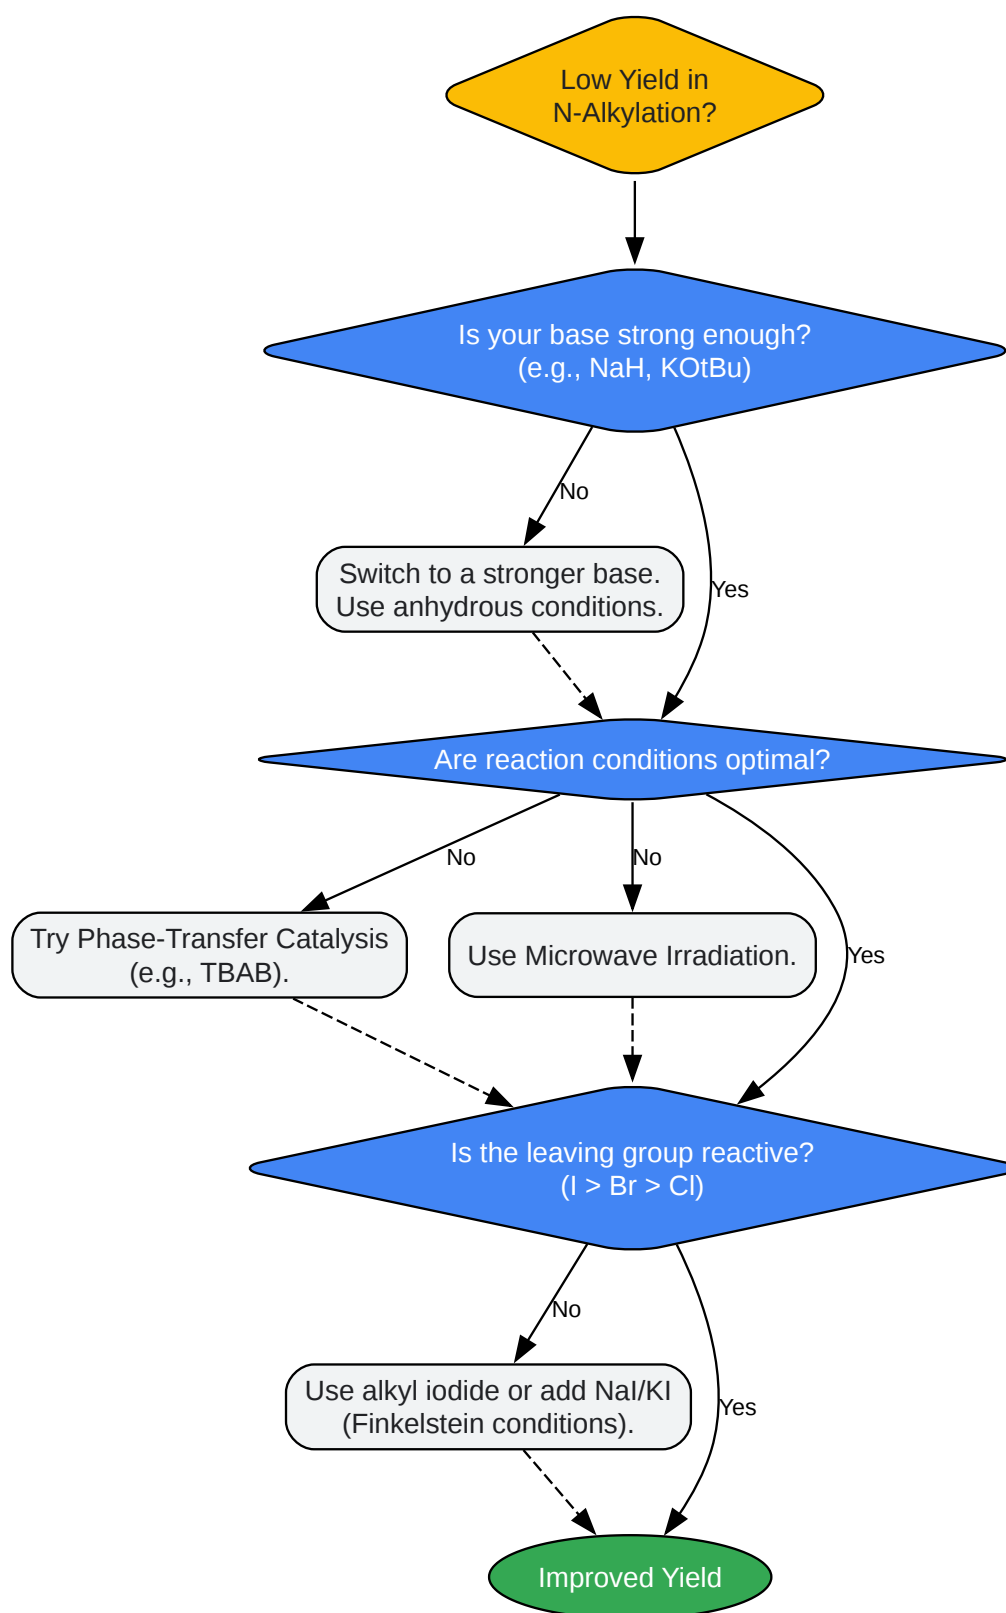 Low Yield in
N-Alkylation?
Is your base strong enough?
(e.g., NaH, KOtBu)
No
Switch to a stronger base.
Use anhydrous conditions.
Yes
Are reaction conditions optimal?
No
No
Try Phase-Transfer Catalysis
(e.g., TBAB).
Use Microwave Irradiation.
Yes
Is the leaving group reactive?
(I > Br > Cl)
No
Use alkyl iodide or add NaI/KI
(Finkelstein conditions).
Yes
Improved Yield